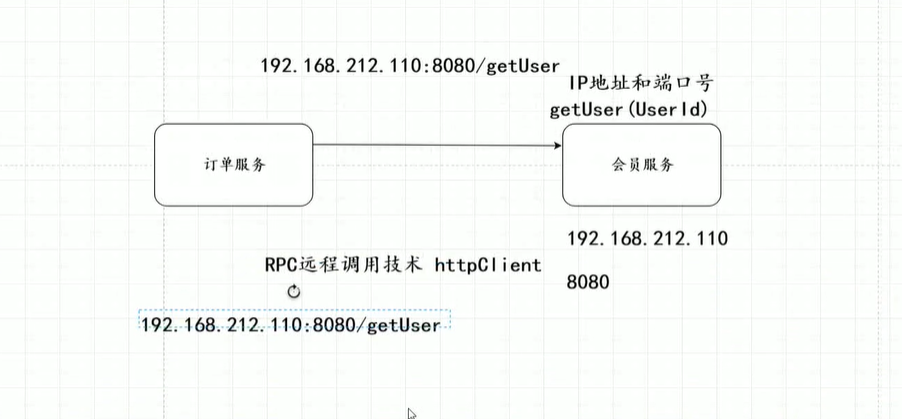 192.168.212.110:8080/getUser
IP地址和端口号
getUser(UserId)
订单服务
会员服务
192.168.212.110
RPC远程调用技术 httpClient
8080
192.168.212.110:8080/getUser